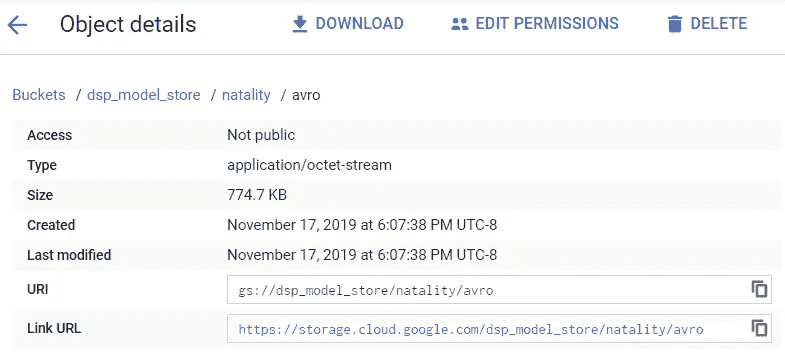 Object details DOWNLOAD EDIT PERMISSIONS DELETE
Buckets / dsp_model_store / natality / avro
Access Not public
Type application/octet-stream
Size 774.7 KB
Created November 17, 2019 at 6:07:38 PM UTC-8
Last modified November 17, 2019 at 6:07:38 PM UTC-8
URI gs://dsp_model_store/natality/avro
Link URL https://storage.cloud.google.com/dsp_model_store/natality/avro